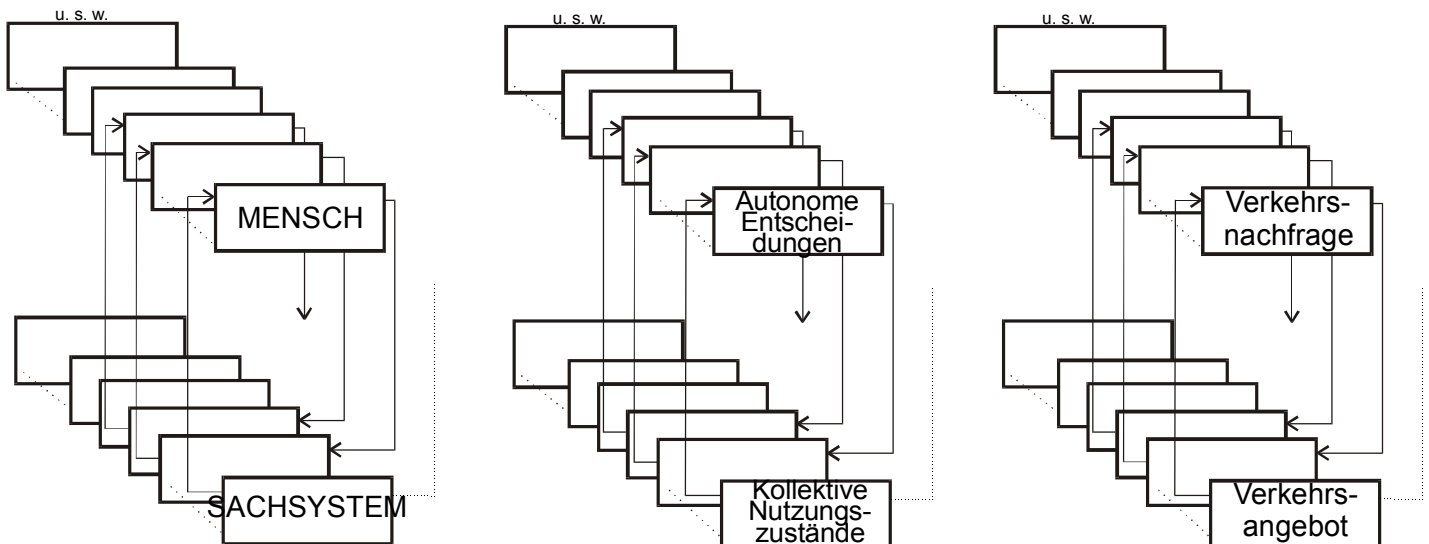 u. s. w.
MENSCH
SACHSYSTEM
u. s. w.
Autonome
Entschei-
dungen
Kollektive
Nutzungs-
zustände
u. s. w.
Verkehrs-
nachfrage
Verkehrs-
angebot